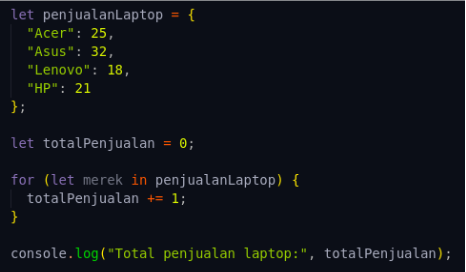 let penjualanLaptop = {
  "Acer": 25,
  "Asus": 32,
  "Lenovo": 18,
  "HP": 21
};

let totalPenjualan = 0;

for (let merek in penjualanLaptop) {
  totalPenjualan += 1;
}

console.log("Total penjualan laptop:", totalPenjualan);